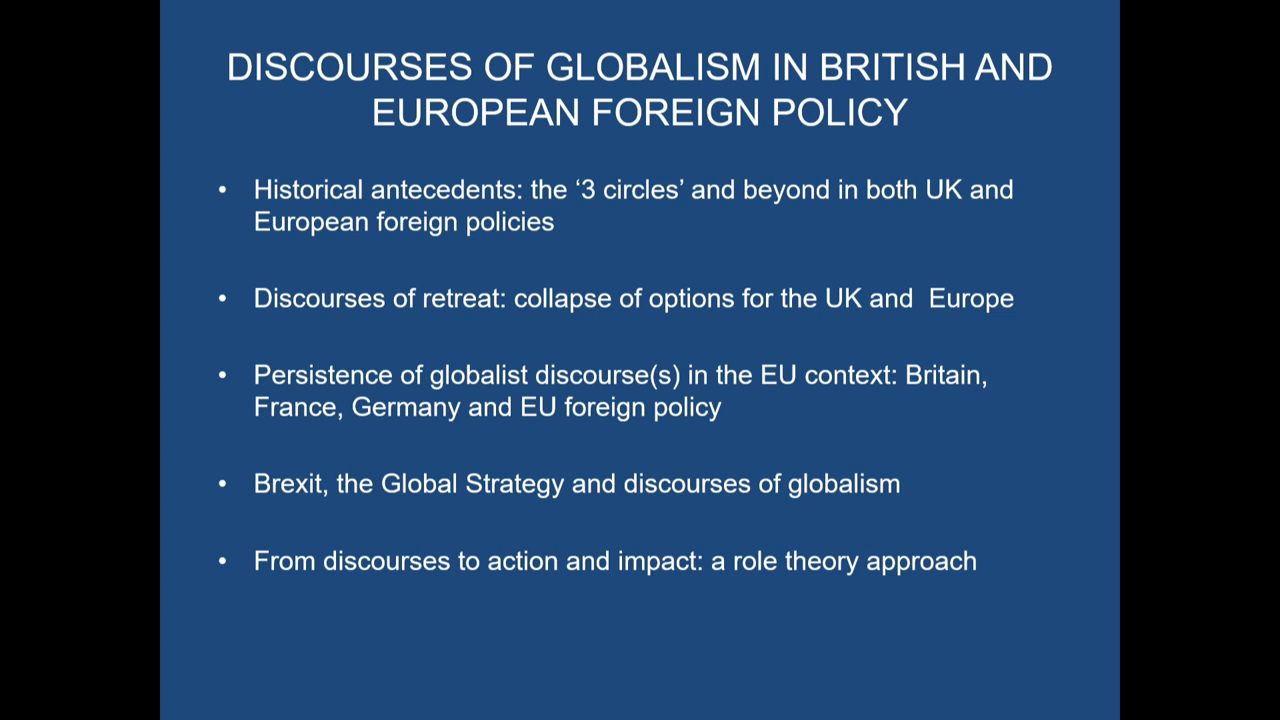 DISCOURSES OF GLOBALISM IN BRITISH AND
EUROPEAN FOREIGN POLICY
• Historical antecedents: the ‘3 circles’ and beyond in both UK and
European foreign policies
• Discourses of retreat: collapse of options for the UK and  Europe
• Persistence of globalist discourse(s) in the EU context: Britain,
France, Germany and EU foreign policy
• Brexit, the Global Strategy and discourses of globalism
• From discourses to action and impact: a role theory approach